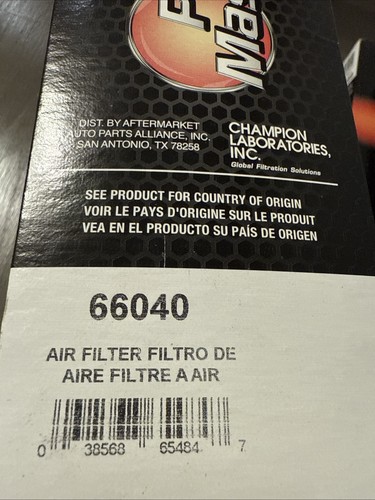 Mas
DIST. BY AFTERMARKET
AUTO PARTS ALLIANCE, INC.
SAN ANTONIO, TX 78258
CHAMPION
LABORATORIES,
INC.
Global Filtration Solutions
SEE PRODUCT FOR COUNTRY OF ORIGIN
VOIR LE PAYS D'ORIGINE SUR LE PRODUIT
VEA EN EL PRODUCTO SU PAÍS DE ORIGEN
66040
AIR FILTER FILTRO DE
AIRE FILTRE A AIR
0 38568 65484 7